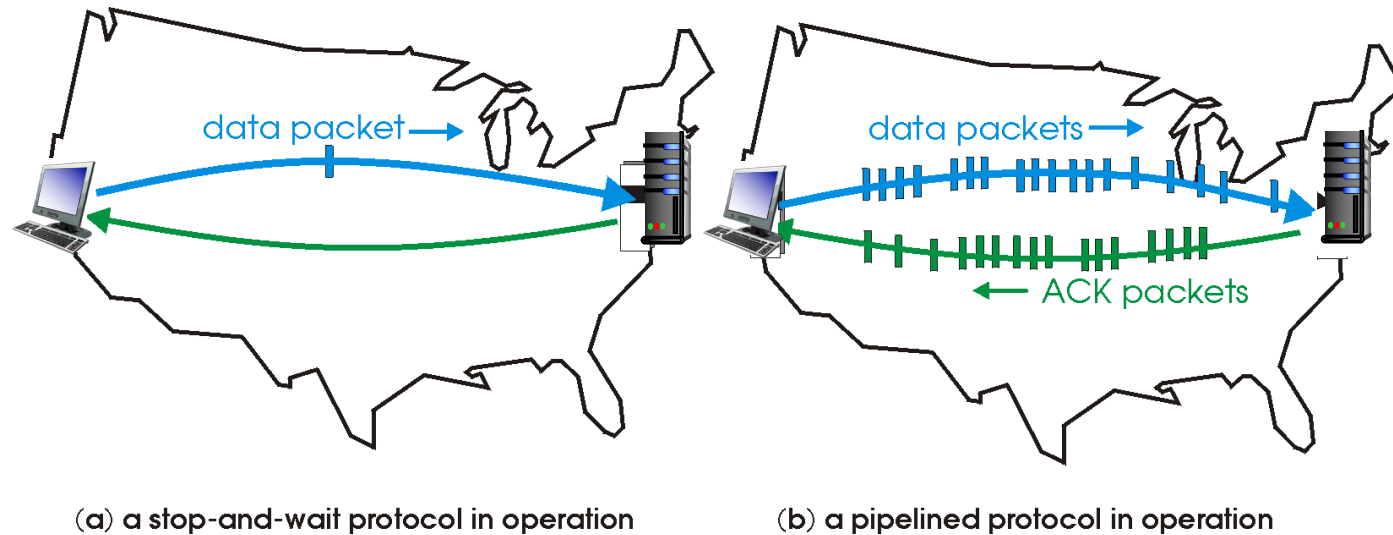 data packet
data packets
ACK packets
(a) a stop-and-wait protocol in operation
(b) a pipelined protocol in operation